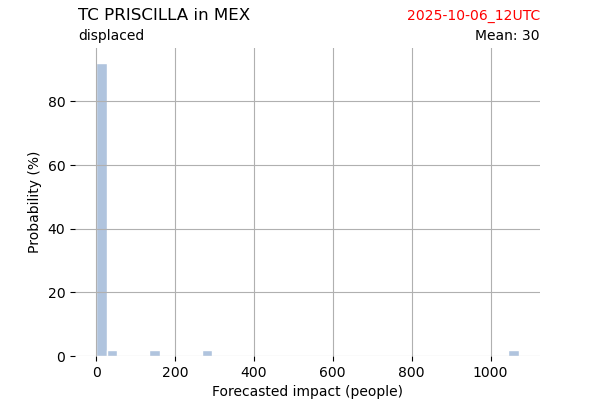 TC PRISCILLA in MEX
2025-10-06_12UTC
displaced
Mean: 30
Probability (%)
80
60
40
20
0
0 200 400 600 800 1000
Forecasted impact (people)